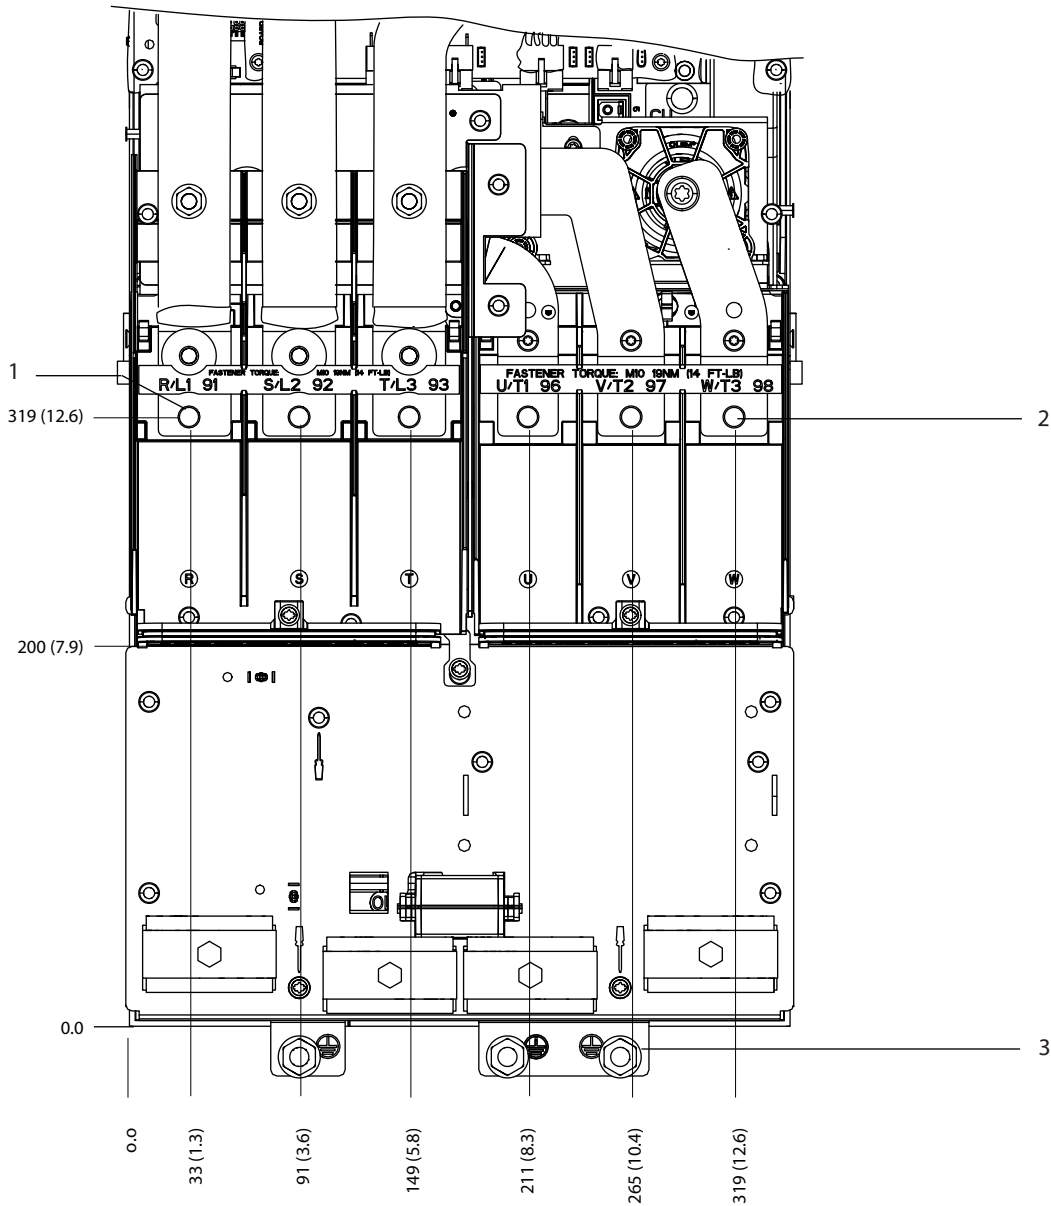 1
FASTENER TORQUE: M10 19NM (14 FT-LB)
R/L1 91 S/L2 92 T/L3 93
FASTENER TORQUE: M10 19NM (14 FT-LB)
U/T1 96 V/T2 97 W/T3 98
319 (12.6)
2
R S T U V W
200 (7.9)
0.0
3
0.0
33 (1.3)
91 (3.6)
149 (5.8)
211 (8.3)
265 (10.4)
319 (12.6)